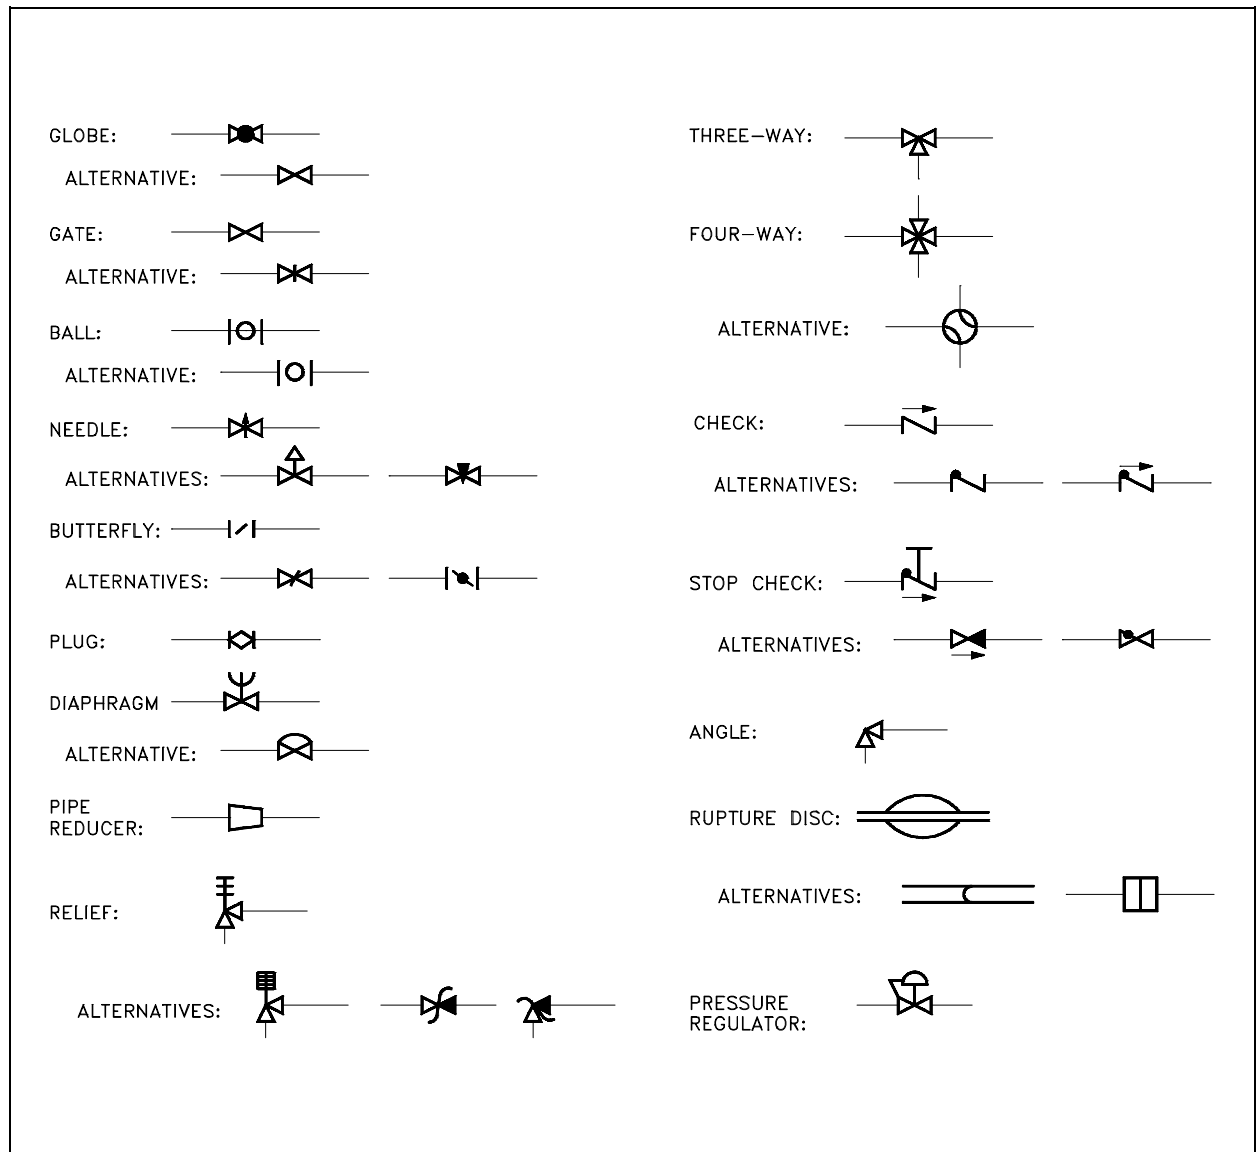 GLOBE:
ALTERNATIVE:
GATE:
ALTERNATIVE:
BALL:
ALTERNATIVE:
NEEDLE:
ALTERNATIVES:
BUTTERFLY:
ALTERNATIVES:
PLUG:
DIAPHRAGM
ALTERNATIVE:
PIPE
REDUCER:
RELIEF:
ALTERNATIVES:
THREE-WAY:
FOUR-WAY:
ALTERNATIVE:
CHECK:
ALTERNATIVES:
STOP CHECK:
ALTERNATIVES:
ANGLE:
RUPTURE DISC:
ALTERNATIVES:
PRESSURE
REGULATOR: